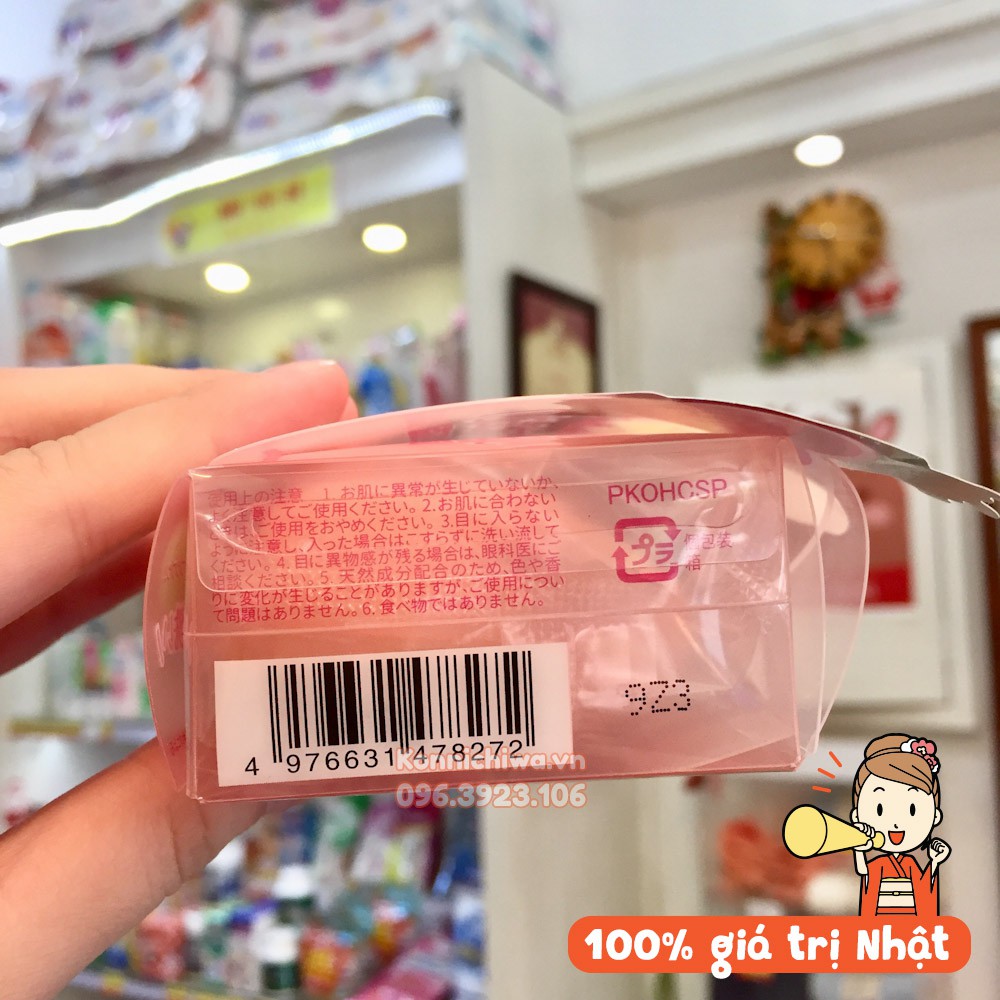 使用上の注意 1. お肌に異常が生じていないか、
よく注意してご使用ください。2.お肌に合わない
ときはご使用をおやめください。3.目に入らない
ように注意し、入った場合はこすらずに洗い流して
ください。4. 目に異物感が残る場合は、眼科医にご
相談ください。5. 天然成分配合のため、色や香
りに変化が生じることがありますが、ご使用につい
て問題はありません。6. 食べ物ではありません。
PKOHCSP
プラ
個包装
箱
923
4 976631 478272
Konnichiwa.vn
096.3923.106
100% giá trị Nhật